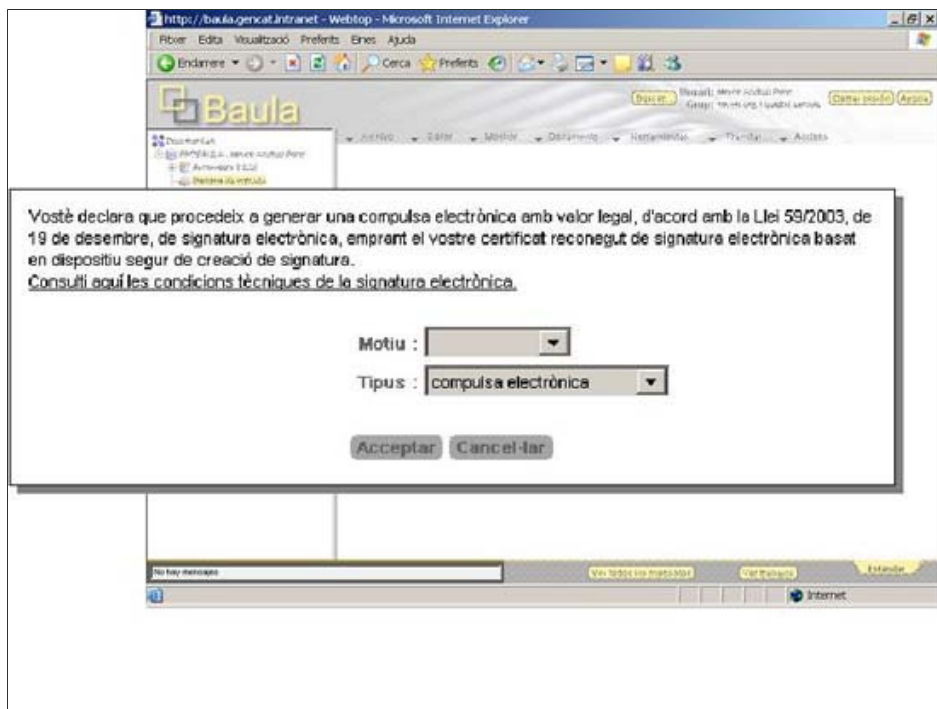 http://baula.gencat.intranet - Webtop - Microsoft Internet Explorer
Fitxer Edita Visualització Preferits Eines Ajuda
Endarrere Cerca Preferits
Baula
Vostè declara que procedeix a generar una compulsa electrònica amb valor legal, d'acord amb la Llei 59/2003, de
19 de desembre, de signatura electrònica, emprant el vostre certificat reconegut de signatura electrònica basat
en dispositiu segur de creació de signatura.
Consulti aquí les condicions tècniques de la signatura electrònica.
Motiu :
Tipus : compulsa electrònica
Acceptar Cancel·lar
No hay mensajes
Ver todos los mensajes
Internet